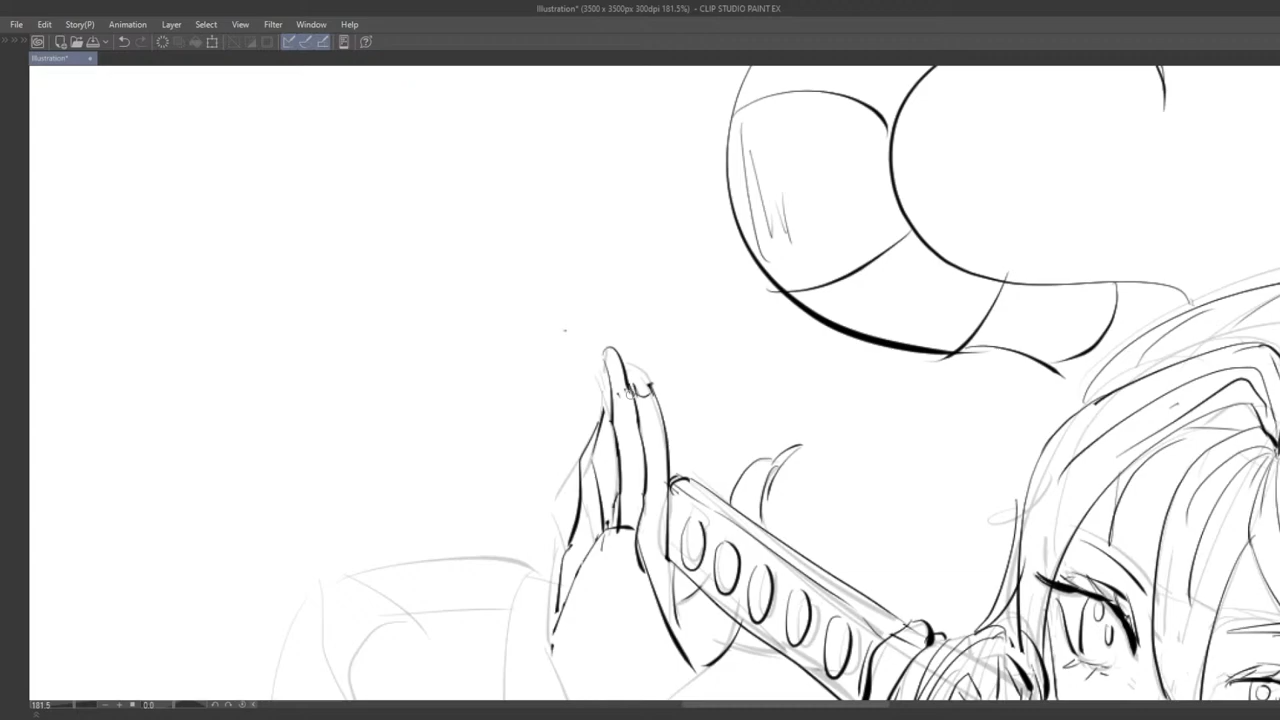 Illustration* (3500 x 3500px 300dpi 181.5%) - CLIP STUDIO PAINT EX
File Edit Story(P) Animation Layer Select View Filter Window Help
Illustration*
181.5 0.0